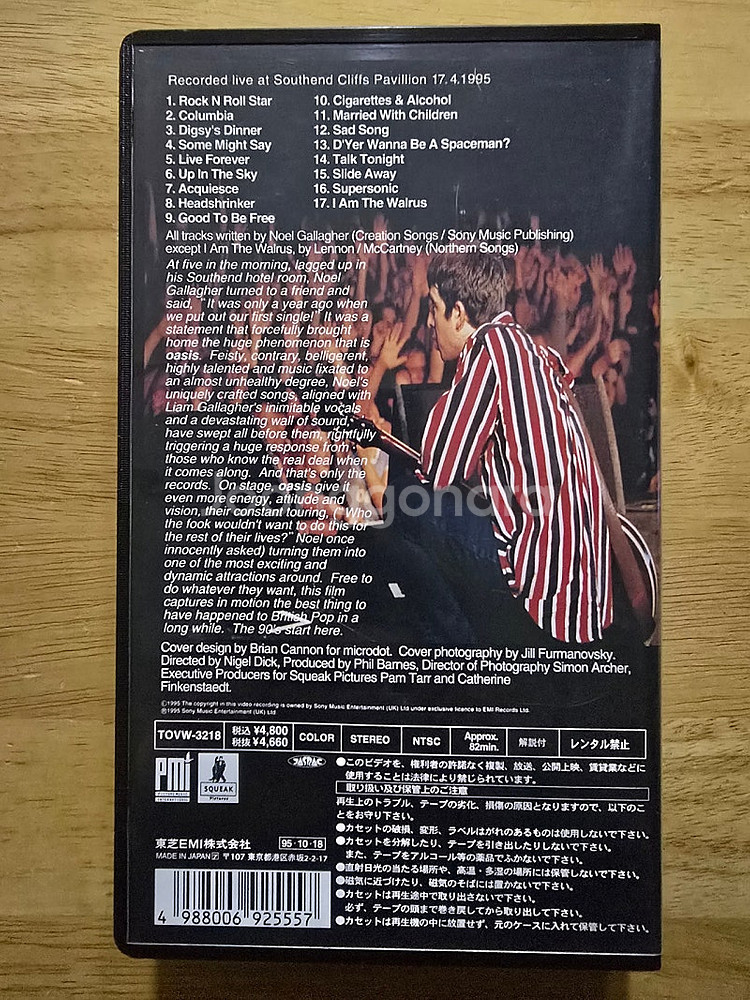 Recorded live at Southend Cliffs Pavillion 17.4.1995
1. Rock N Roll Star
2. Columbia
3. Digsy's Dinner
4. Some Might Say
5. Live Forever
6. Up In The Sky
7. Acquiesce
8. Headshrinker
9. Good To Be Free
10. Cigarettes & Alcohol
11. Married With Children
12. Sad Song
13. D'Yer Wanna Be A Spaceman?
14. Talk Tonight
15. Slide Away
16. Supersonic
17. I Am The Walrus
All tracks written by Noel Gallagher (Creation Songs / Sony Music Publishing)
except I Am The Walrus, by Lennon / McCartney (Northern Songs)
At five in the morning, lagged up in
his Southend hotel room, Noel
Gallagher turned to a friend and
said, "It was only a year ago when
we put out our first single!" It was a
statement that forcefully brought
home the huge phenomenon that is
oasis. Feisty, contrary, belligerent,
highly talented and music fixated to
an almost unhealthy degree, Noel's
uniquely crafted songs, aligned with
Liam Gallagher's inimitable vocals
and a devastating wall of sound,
have swept all before them, rightfully
triggering a huge response from
those who know the real deal when
it comes along. And that's only the
records. On stage, oasis give it
even more energy, attitude and
vision, their constant touring, ("Who
the fook wouldn't want to do this for
the rest of their lives?" Noel once
innocently asked) turning them into
one of the most exciting and
dynamic attractions around. Free to
do whatever they want, this film
captures in motion the best thing to
have happened to British Pop in a
long while. The 90's start here.
Cover design by Brian Cannon for microdot. Cover photography by Jill Furmanovsky.
Directed by Nigel Dick, Produced by Phil Barnes, Director of Photography Simon Archer,
Executive Producers for Squeak Pictures Pam Tarr and Catherine
Finkenstaedt.
©1995 The copyright in this video recording is owned by Sony Music Entertainment (UK) Ltd under exclusive licence to EMI Records Ltd.
℗1995 Sony Music Entertainment (UK) Ltd
TOVW-3218 税込 ¥4,800 税抜 ¥4,660 COLOR STEREO NTSC Approx. 82min. 解説付 レンタル禁止
PMI
SQUEAK
Pictures
JASRAC
●このビデオを、権利者の許諾なく複製、放送、公開上映、賃貸業などに
使用することは法律により禁じられています。
取り扱い及び保管上のご注意
再生上のトラブル、テープの劣化、損傷の原因となりますので、以下のこ
とをお守り下さい。
●カセットの破損、変形、ラベルはがれのあるものは使用しないで下さい。
●カセットを分解したり、テープを引き出したりしないで下さい。
また、テープをアルコール等の薬品でふかないで下さい。
●直射日光の当たる場所や、高温・多湿の場所には保管しないで下さい。
●磁気に近づけたり、磁気のそばには置かないで下さい。
●カセットは再生途中で取り出さないで下さい。
必ず、テープの頭まで巻き戻してから取り出して下さい。
●カセットは再生機の中に放置せず、元のケースに入れて保管して下さい。
東芝EMI株式会社 95・10・18
MADE IN JAPAN 〒107 東京都港区赤坂2-2-17
4 988006 925557